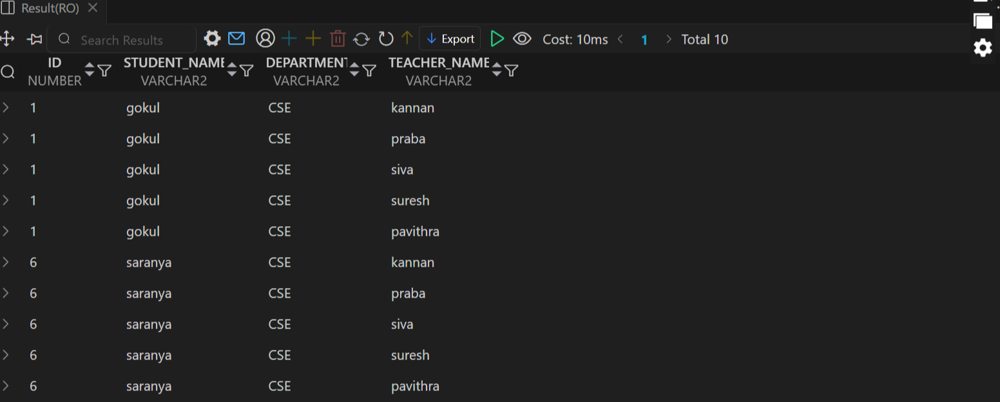 Result(RO)
Search Results Export Cost: 10ms 1 Total 10
ID STUDENT_NAME DEPARTMENT TEACHER_NAME
NUMBER VARCHAR2 VARCHAR2 VARCHAR2
1 gokul CSE kannan
1 gokul CSE praba
1 gokul CSE siva
1 gokul CSE suresh
1 gokul CSE pavithra
6 saranya CSE kannan
6 saranya CSE praba
6 saranya CSE siva
6 saranya CSE suresh
6 saranya CSE pavithra